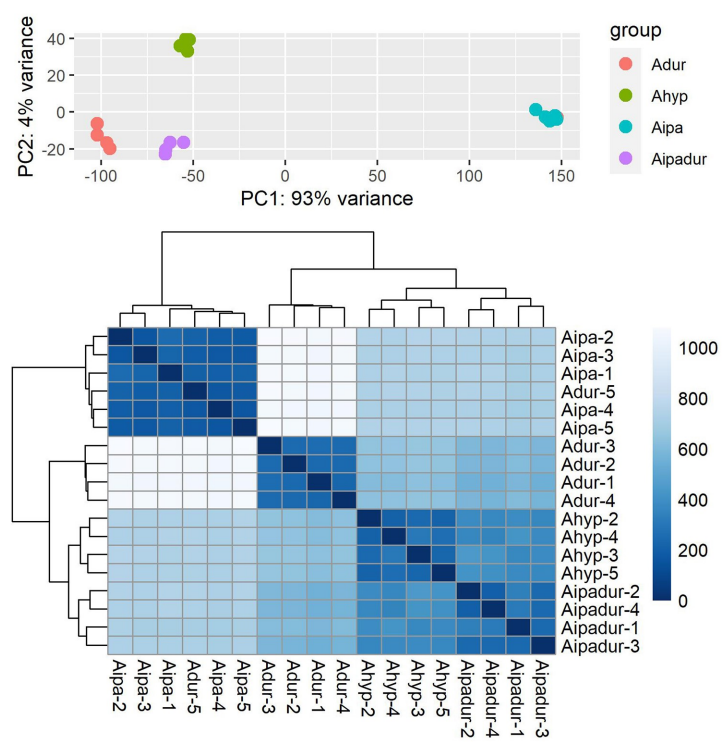 group
Adur
Ahyp
Aipa
Aipadur
PC2: 4% variance
40
20
0
-20
-100
-50
0
50
100
150
PC1: 93% variance
Aipa-2
Aipa-3
Aipa-1
Adur-5
Aipa-4
Aipa-5
Adur-3
Adur-2
Adur-1
Adur-4
Ahyp-2
Ahyp-4
Ahyp-3
Ahyp-5
Aipadur-2
Aipadur-4
Aipadur-1
Aipadur-3
1000
800
600
400
200
0
Aipa-2
Aipa-3
Aipa-1
Adur-5
Aipa-4
Aipa-5
Adur-3
Adur-2
Adur-1
Adur-4
Ahyp-2
Ahyp-4
Ahyp-3
Ahyp-5
Aipadur-2
Aipadur-4
Aipadur-1
Aipadur-3